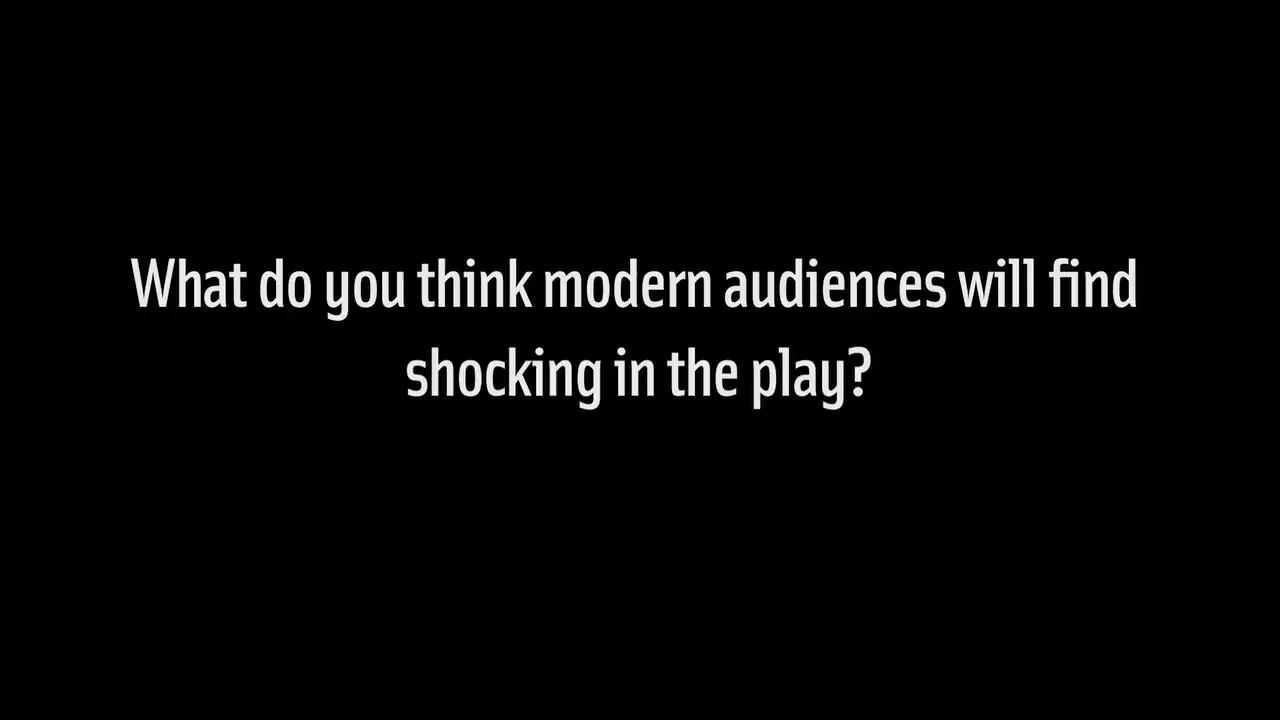 What do you think modern audiences will find
shocking in the play?